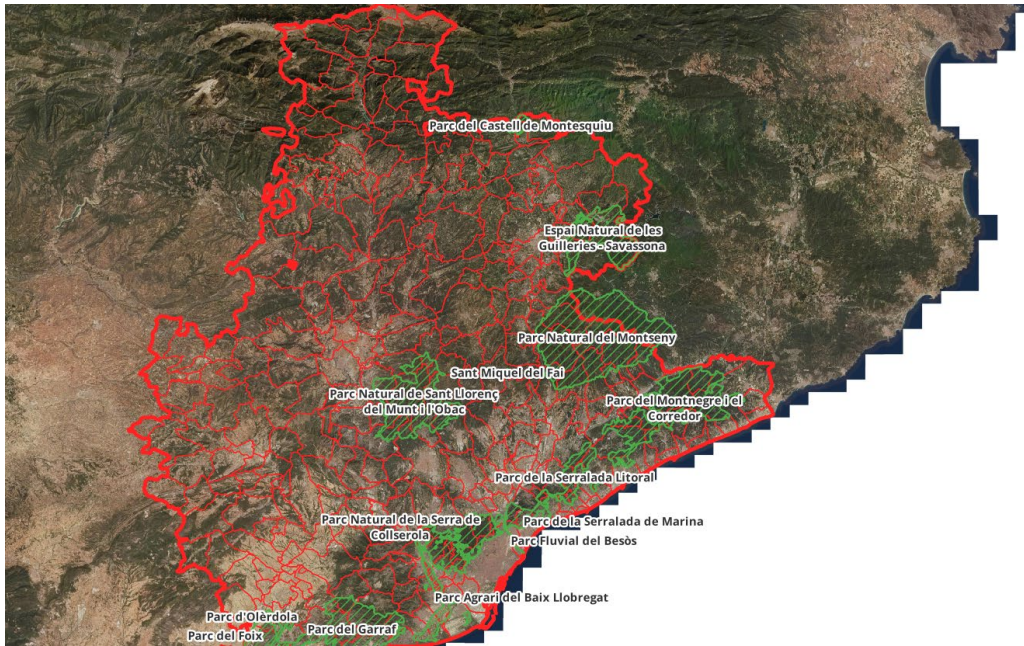 Parc del Castell de Montesquiu
Espai Natural de les
Guilleries - Savassona
Parc Natural del Montseny
Sant Miquel del Fai
Parc Natural de Sant Llorenç
del Munt i l'Obac
Parc del Montnegre i el
Corredor
Parc de la Serralada Litoral
Parc Natural de la Serra de
Collserola
Parc de la Serralada de Marina
Parc Fluvial del Besòs
Parc Agrari del Baix Llobregat
Parc d'Olèrdola
Parc del Foix
Parc del Garraf